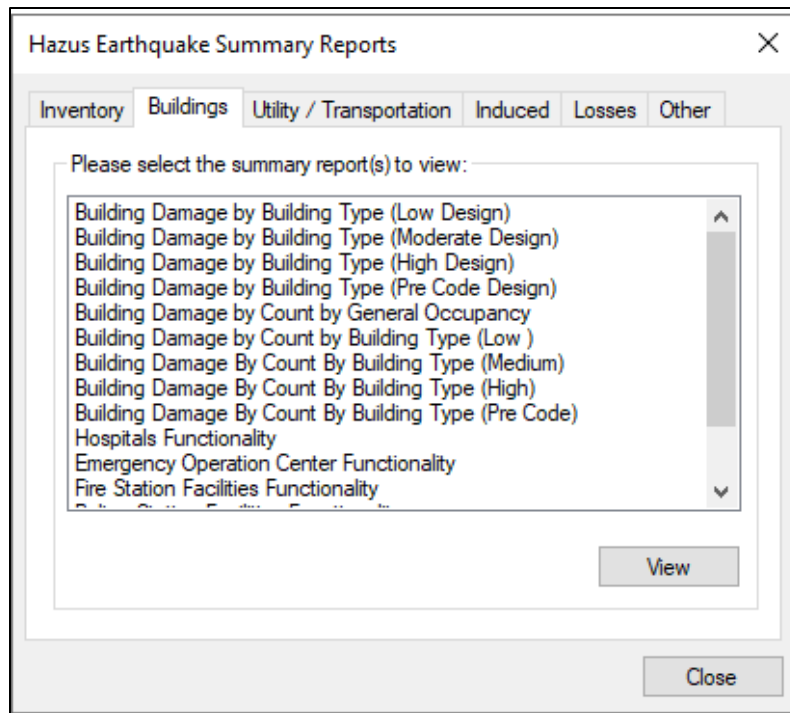 Hazus Earthquake Summary Reports
Inventory Buildings Utility / Transportation Induced Losses Other
Please select the summary report(s) to view:
Building Damage by Building Type (Low Design)
Building Damage by Building Type (Moderate Design)
Building Damage by Building Type (High Design)
Building Damage by Building Type (Pre Code Design)
Building Damage by Count by General Occupancy
Building Damage by Count by Building Type (Low )
Building Damage By Count By Building Type (Medium)
Building Damage By Count By Building Type (High)
Building Damage By Count By Building Type (Pre Code)
Hospitals Functionality
Emergency Operation Center Functionality
Fire Station Facilities Functionality
View
Close